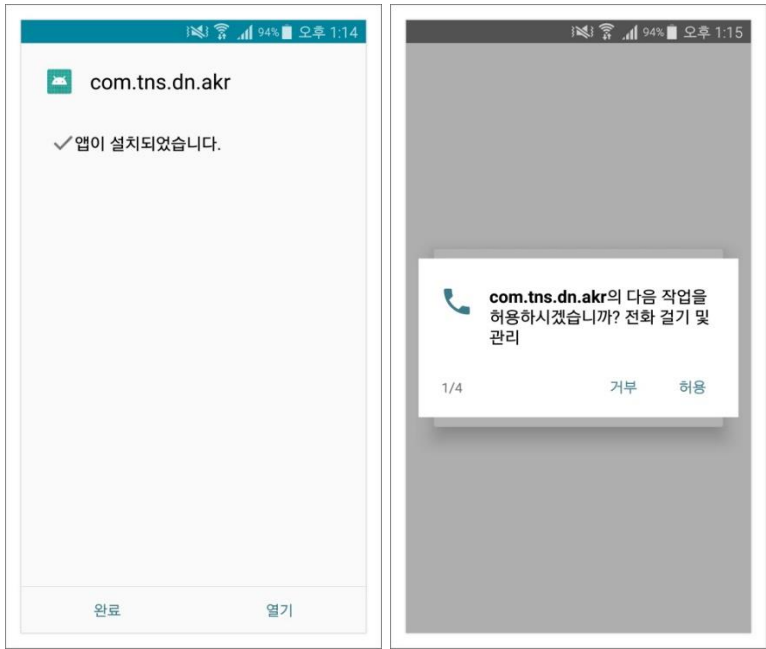 94% 오후 1:14
com.tns.dn.akr
앱이 설치되었습니다.
완료 열기
94% 오후 1:15
com.tns.dn.akr의 다음 작업을
허용하시겠습니까? 전화 걸기 및
관리
1/4 거부 허용